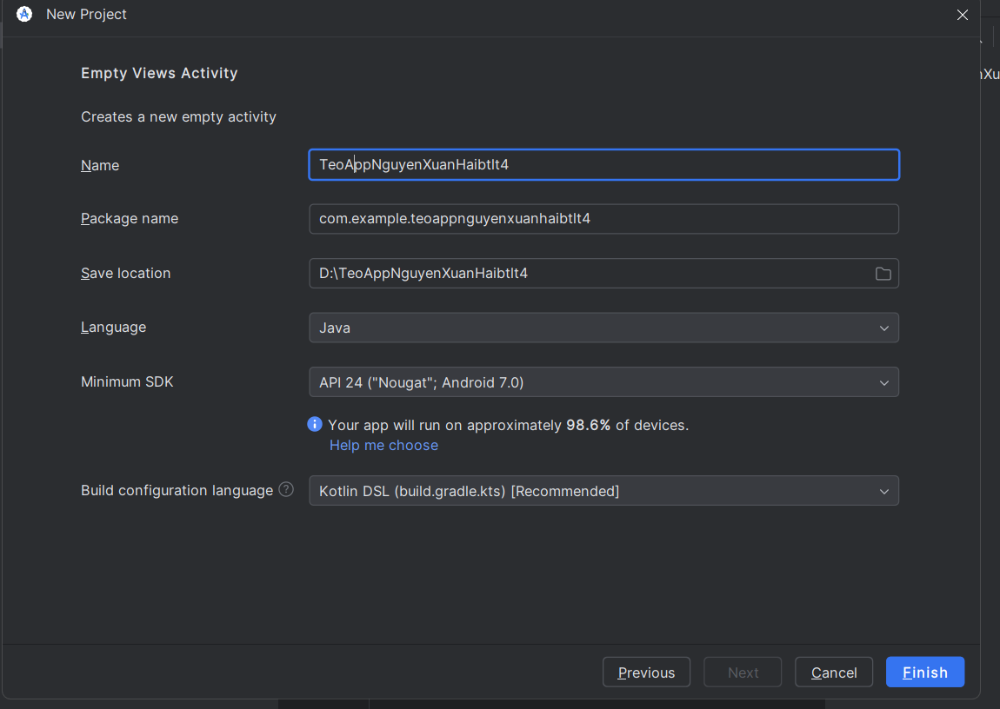 New Project
Empty Views Activity
Creates a new empty activity
Name
TeoAppNguyenXuanHaibtlt4
Package name
com.example.teoappnguyenxuanhaibtlt4
Save location
D:\TeoAppNguyenXuanHaibtlt4
Language
Java
Minimum SDK
API 24 ("Nougat"; Android 7.0)
Your app will run on approximately 98.6% of devices.
Help me choose
Build configuration language
Kotlin DSL (build.gradle.kts) [Recommended]
Previous
Next
Cancel
Finish